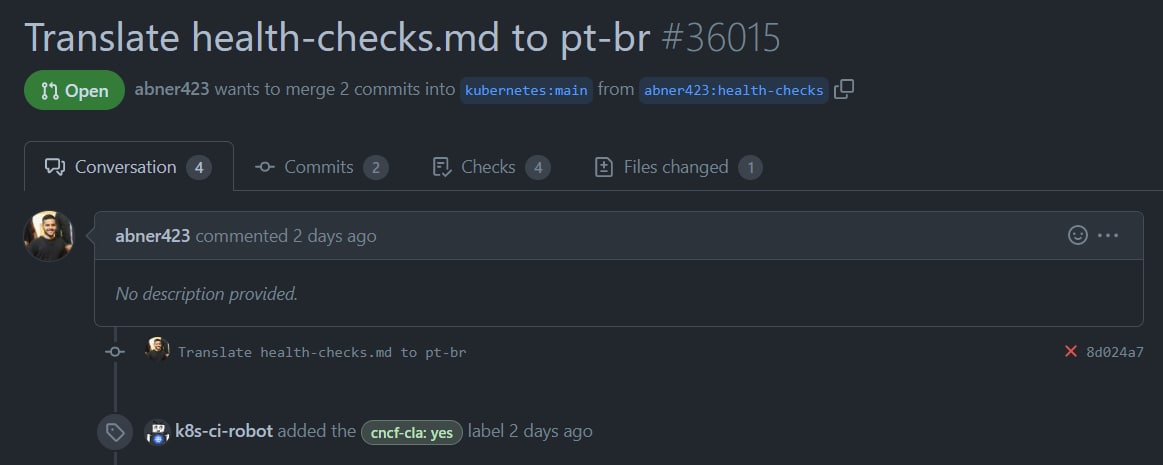 Translate health-checks.md to pt-br #36015
Open abner423 wants to merge 2 commits into kubernetes:main from abner423:health-checks
Conversation 4 Commits 2 Checks 4 Files changed 1
abner423 commented 2 days ago
No description provided.
Translate health-checks.md to pt-br 8d024a7
k8s-ci-robot added the cncf-cla: yes label 2 days ago